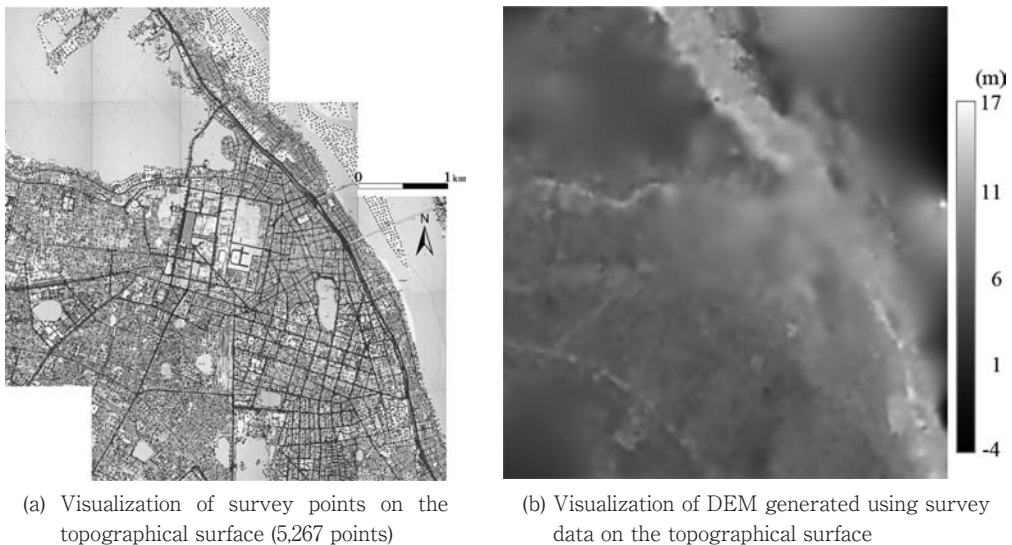 0 1 km
N
(m)
17
11
6
1
-4
(a) Visualization of survey points on the
topographical surface (5,267 points)
(b) Visualization of DEM generated using survey
data on the topographical surface